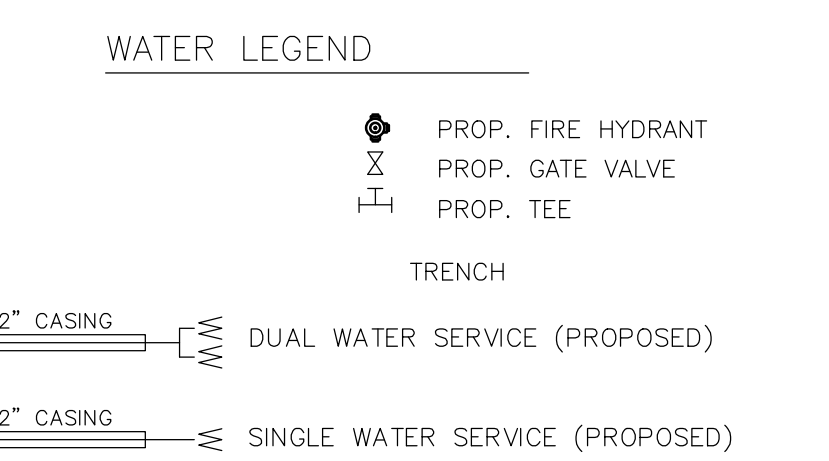 WATER LEGEND
PROP. FIRE HYDRANT
PROP. GATE VALVE
PROP. TEE
TRENCH
2" CASING
DUAL WATER SERVICE (PROPOSED)
2" CASING
SINGLE WATER SERVICE (PROPOSED)